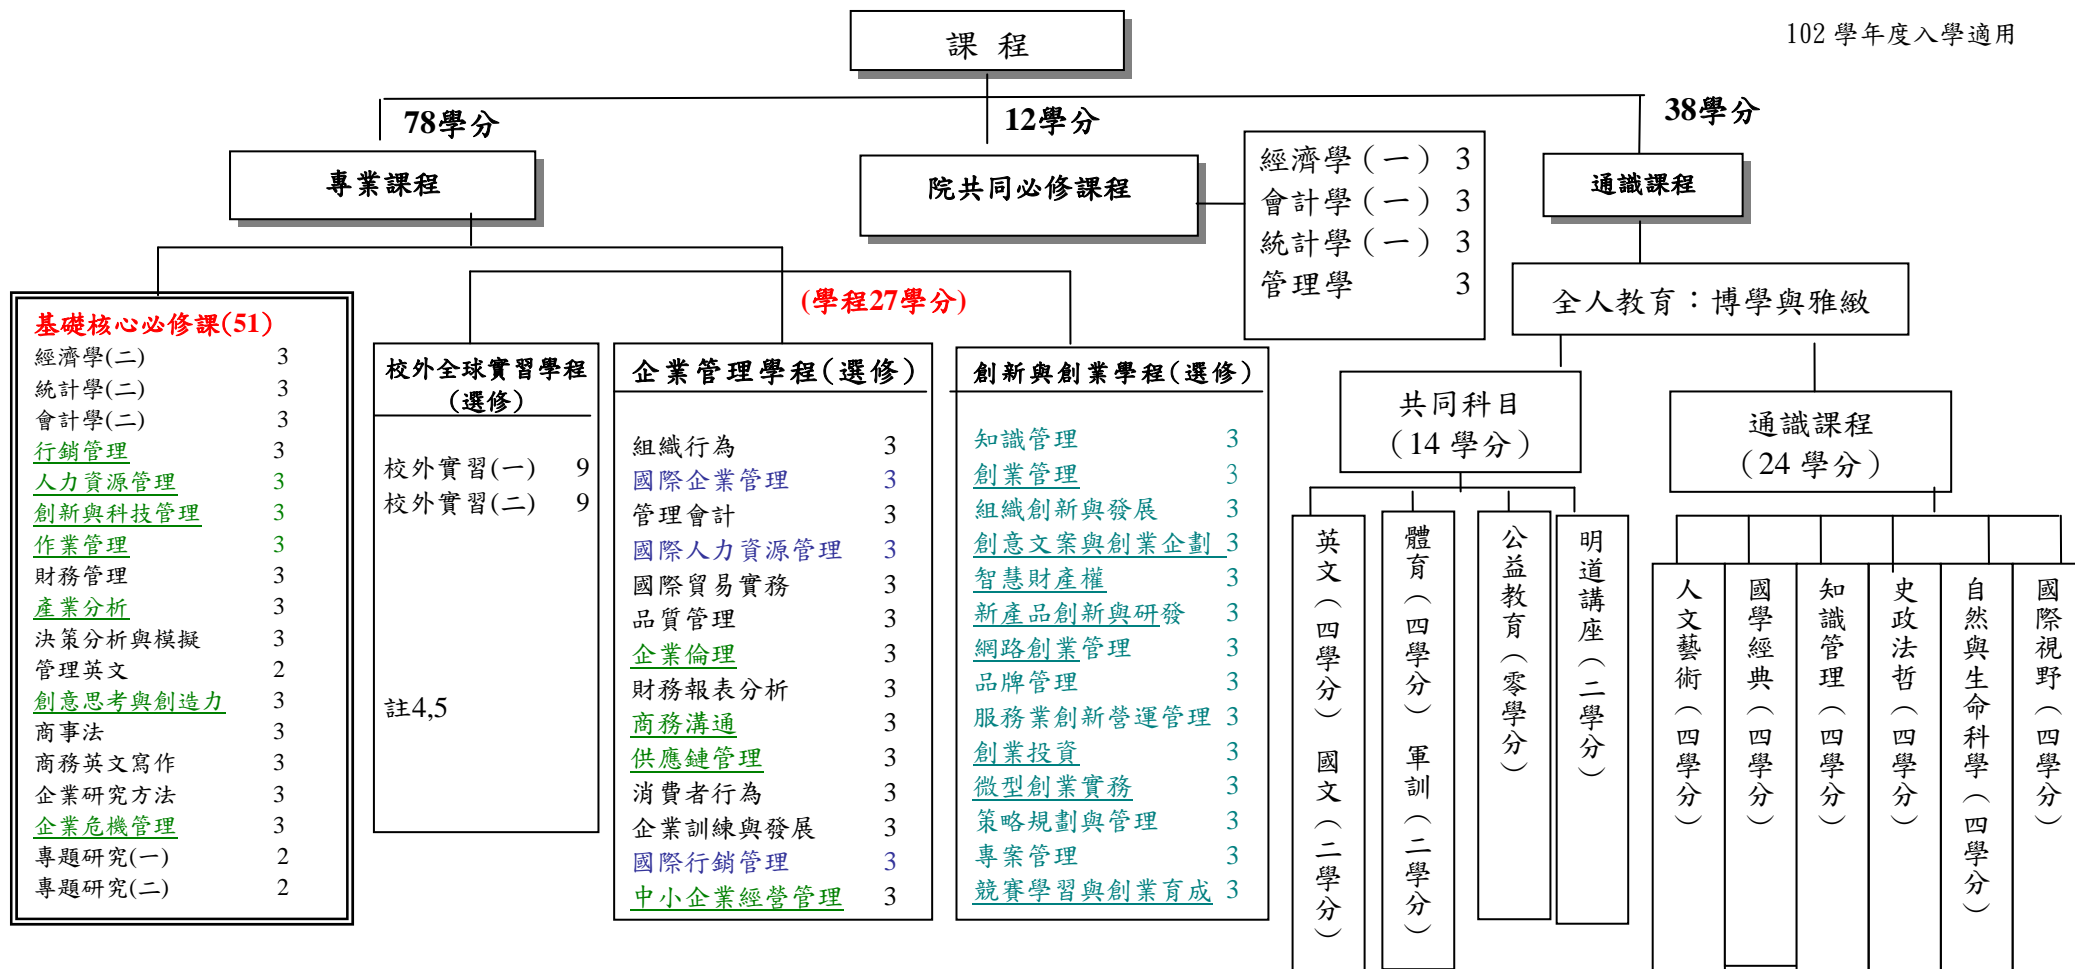 課 程
102 學年度入學適用
78學分
12學分
38學分
專業課程
院共同必修課程
經濟學（一） 3
會計學（一） 3
統計學（一） 3
管理學 3
通識課程
全人教育：博學與雅緻
(學程27學分)
基礎核心必修課(51)
經濟學(二) 3
統計學(二) 3
會計學(二) 3
行銷管理 3
人力資源管理 3
創新與科技管理 3
作業管理 3
財務管理 3
產業分析 3
決策分析與模擬 3
管理英文 2
創意思考與創造力 3
商事法 3
商務英文寫作 3
企業研究方法 3
企業危機管理 3
專題研究(一) 2
專題研究(二) 2
校外全球實習學程
(選修)
校外實習(一) 9
校外實習(二) 9
註4,5
企業管理學程(選修)
組織行為 3
國際企業管理 3
管理會計 3
國際人力資源管理 3
國際貿易實務 3
品質管理 3
企業倫理 3
財務報表分析 3
商務溝通 3
供應鏈管理 3
消費者行為 3
企業訓練與發展 3
國際行銷管理 3
中小企業經營管理 3
創新與創業學程(選修)
知識管理 3
創業管理 3
組織創新與發展 3
創意文案與創業企劃 3
智慧財產權 3
新產品創新與研發 3
網路創業管理 3
品牌管理 3
服務業創新營運管理 3
創業投資 3
微型創業實務 3
策略規劃與管理 3
專案管理 3
競賽學習與創業育成 3
共同科目
（14 學分）
英文（四學分） 國文（二學分）
體育（四學分） 軍訓（二學分）
公益教育（零學分）
明道講座（二學分）
通識課程
（24 學分）
人文藝術（四學分）
國學經典（四學分）
知識管理（四學分）
史政法哲（四學分）
自然與生命科學（四學分）
國際視野（四學分）